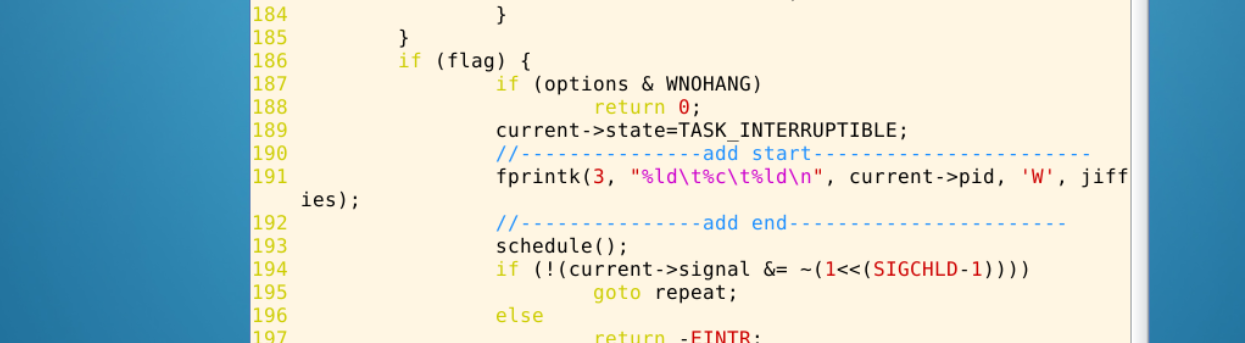 184 }
185 }
186 if (flag) {
187 if (options & WNOHANG)
188 return 0;
189 current->state=TASK_INTERRUPTIBLE;
190 //---------------add start-----------------------
191 fprintk(3, "%ld\t%c\t%ld\n", current->pid, 'W', jiff
ies);
192 //---------------add end-----------------------
193 schedule();
194 if (!(current->signal &= ~(1<<(SIGCHLD-1))))
195 goto repeat;
196 else
197 return -EINTR;